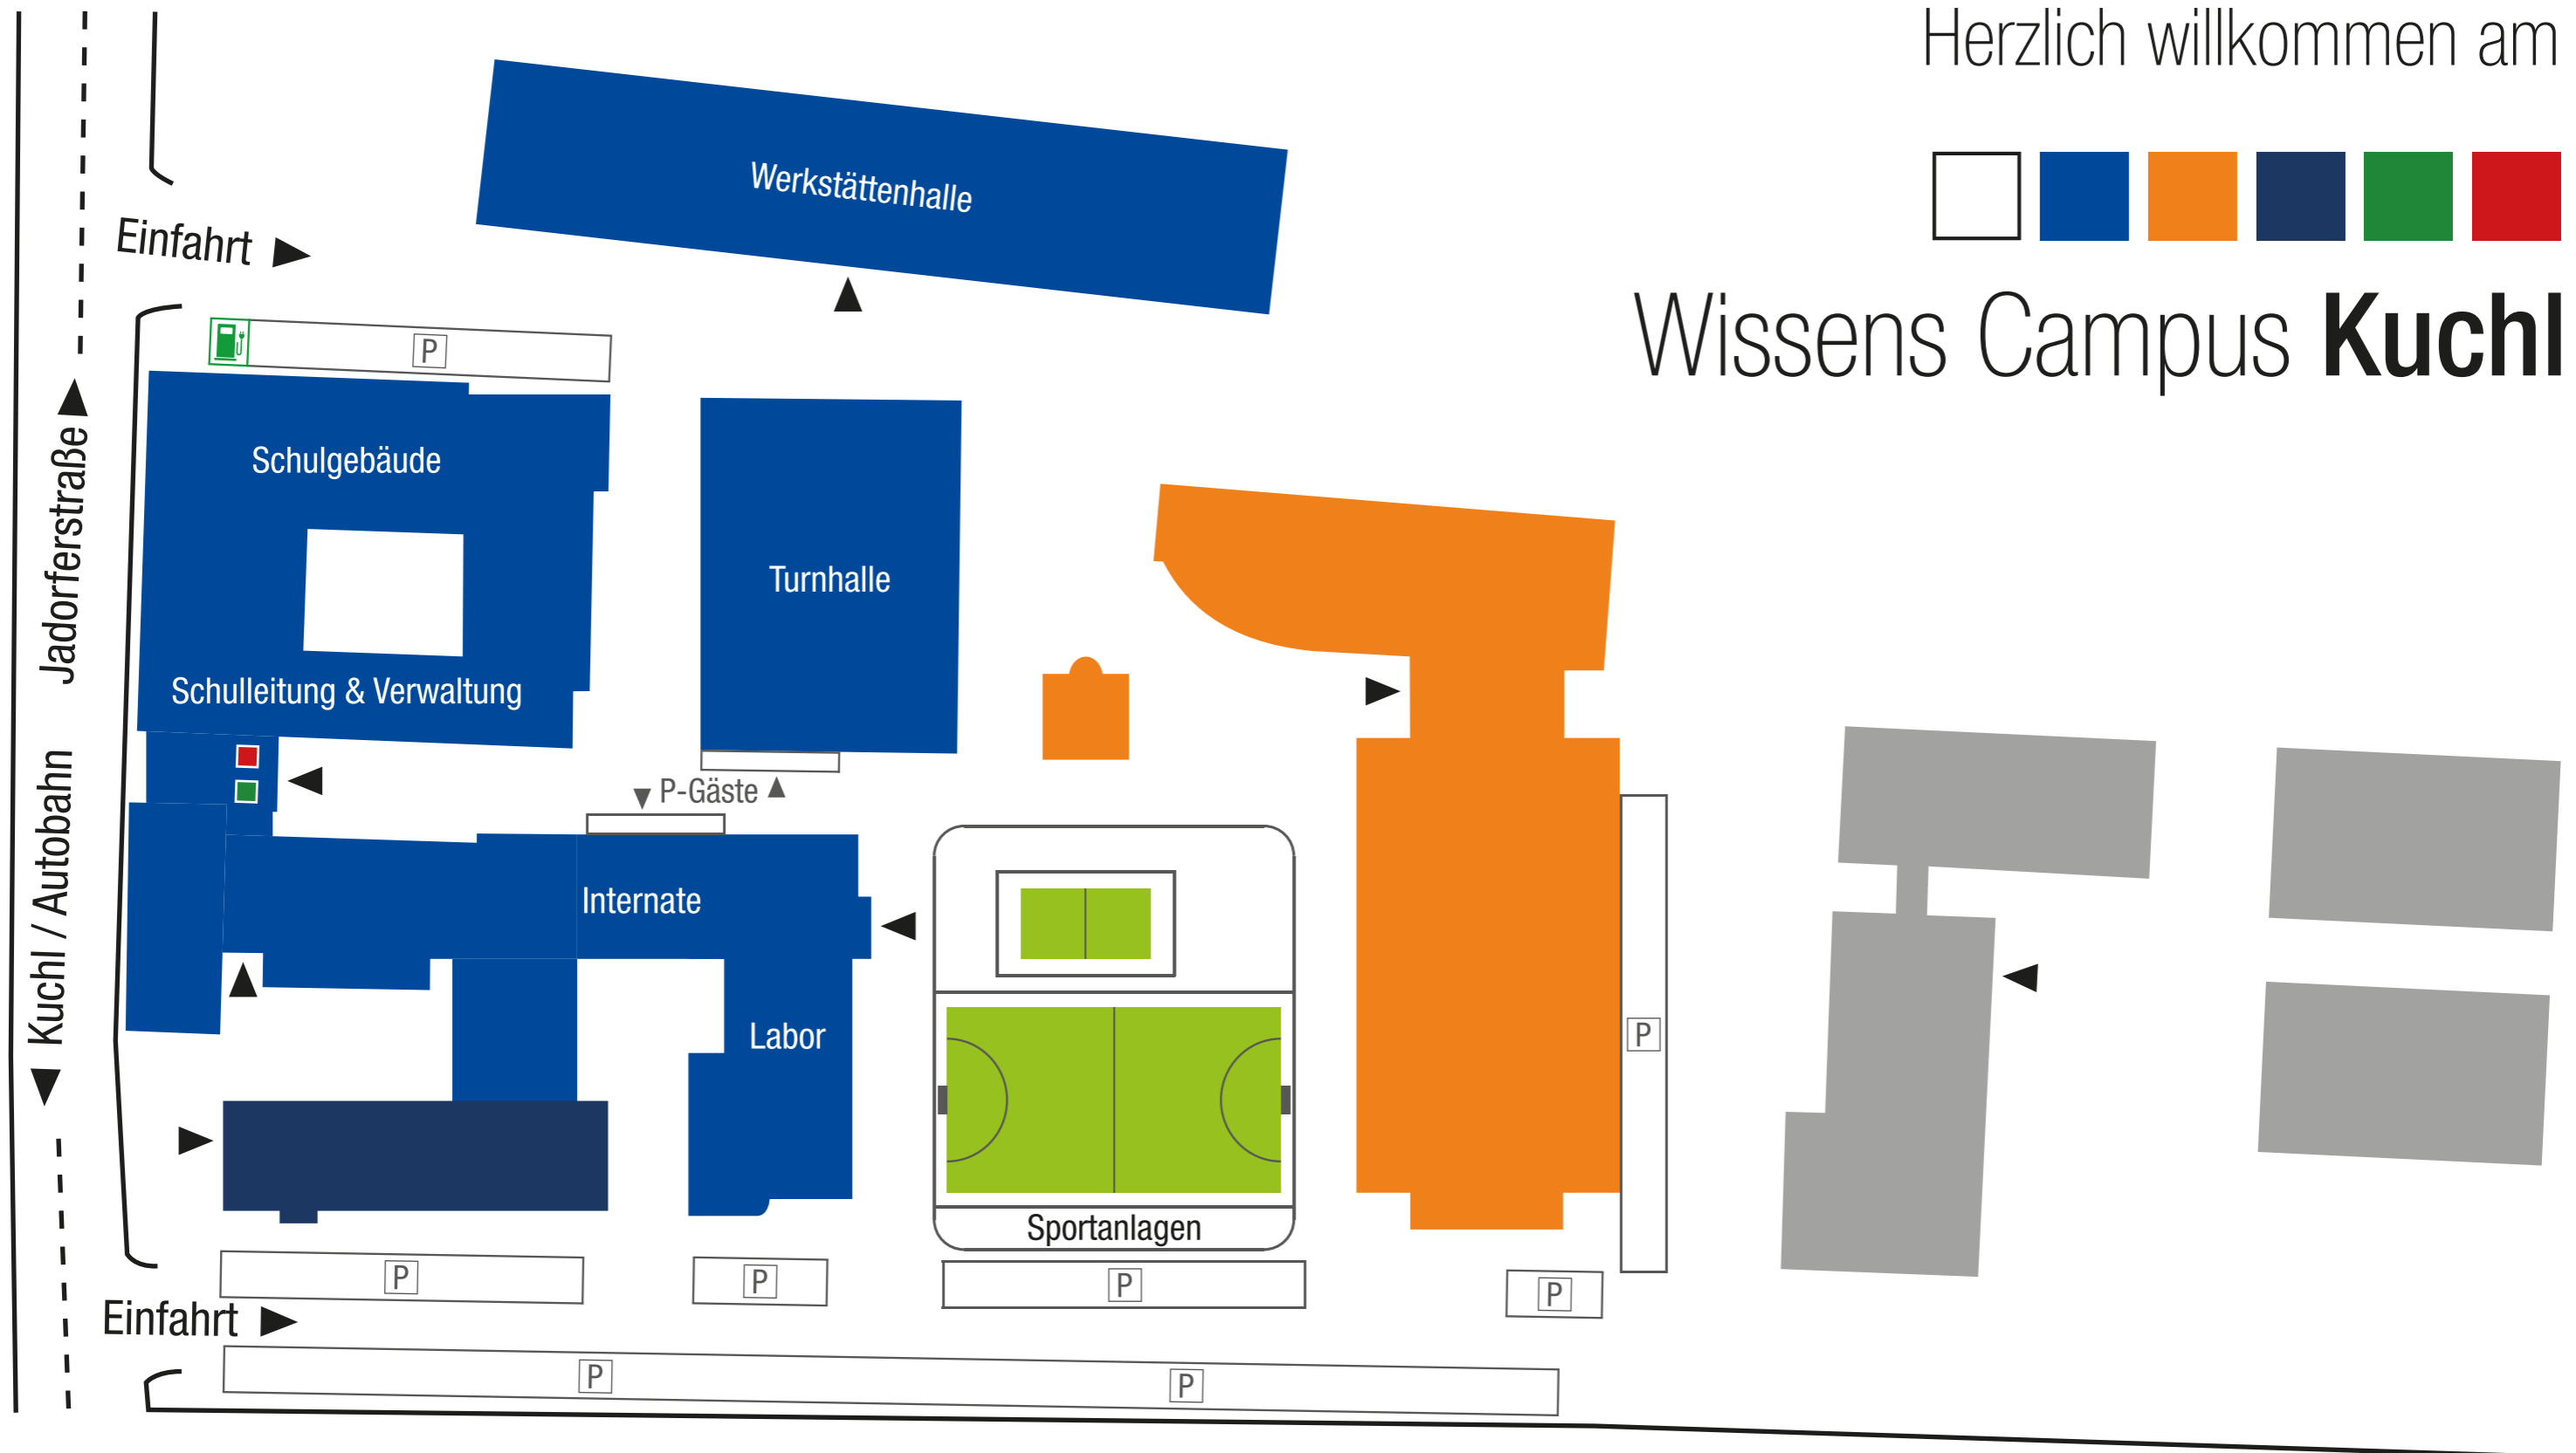 Herzlich willkommen am
Wissens Campus Kuchl
Werkstättenhalle
Einfahrt
P
Jadorferstraße
Schulgebäude
Turnhalle
Schulleitung & Verwaltung
Kuchl / Autobahn
P-Gäste
Internate
Labor
P
Sportanlagen
P
P
P
P
Einfahrt
P
P